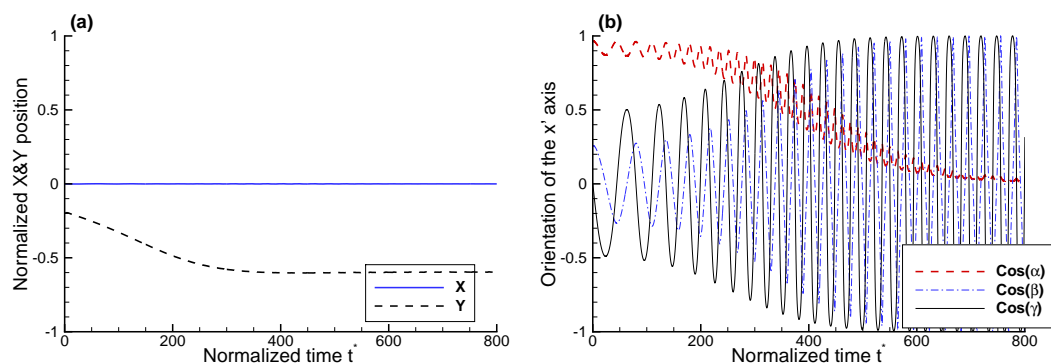 (a)
Normalized X&Y position
1
0.5
0
-0.5
-1
0 200 400 600 800
Normalized time t*
X
Y
(b)
Orientation of the x' axis
1
0.5
0
-0.5
-1
0 200 400 600 800
Normalized time t*
Cos(α)
Cos(β)
Cos(γ)